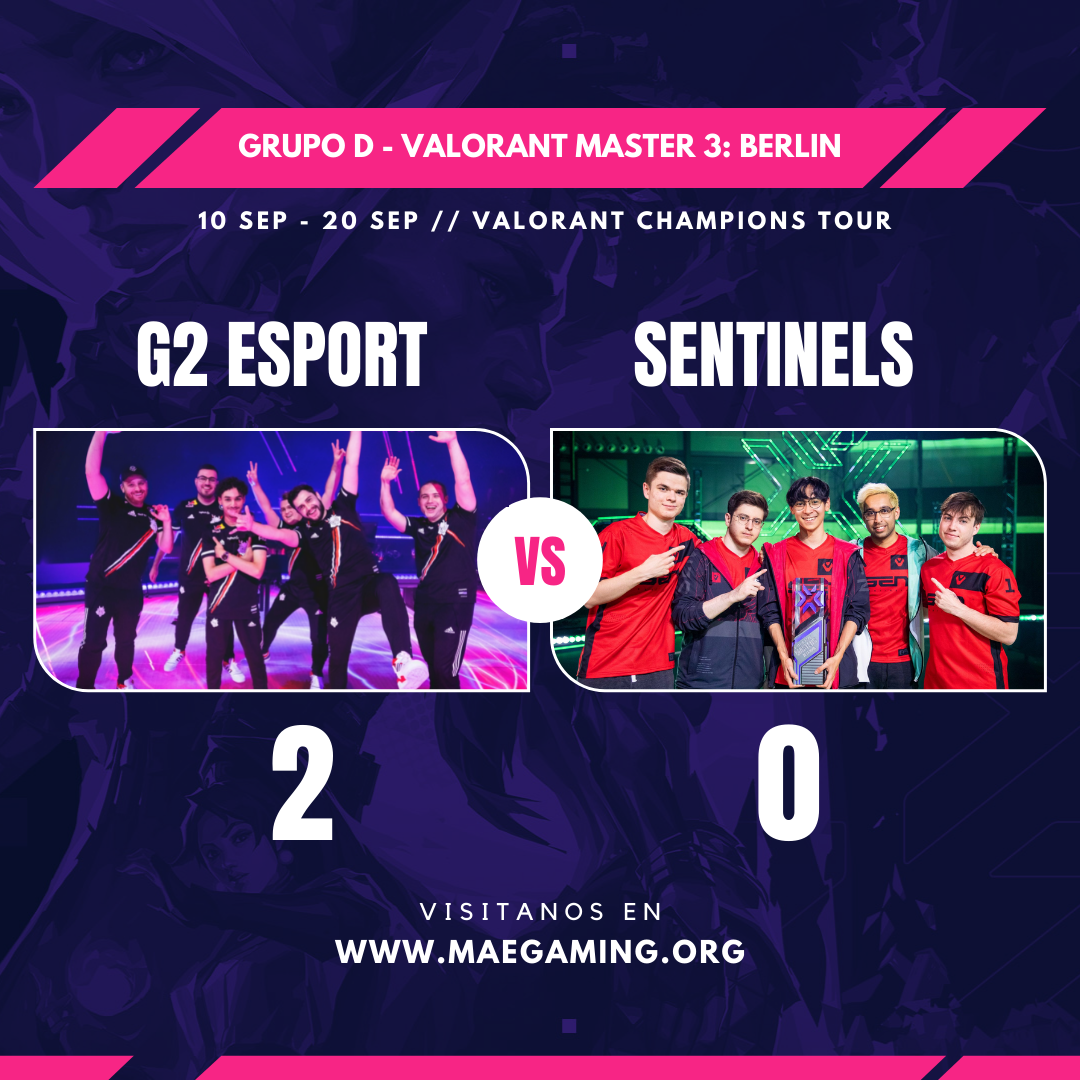 GRUPO D - VALORANT MASTER 3: BERLIN
10 SEP - 20 SEP // VALORANT CHAMPIONS TOUR
G2 ESPORT
SENTINELS
VS
2
0
VISITANOS EN
WWW.MAEGAMING.ORG